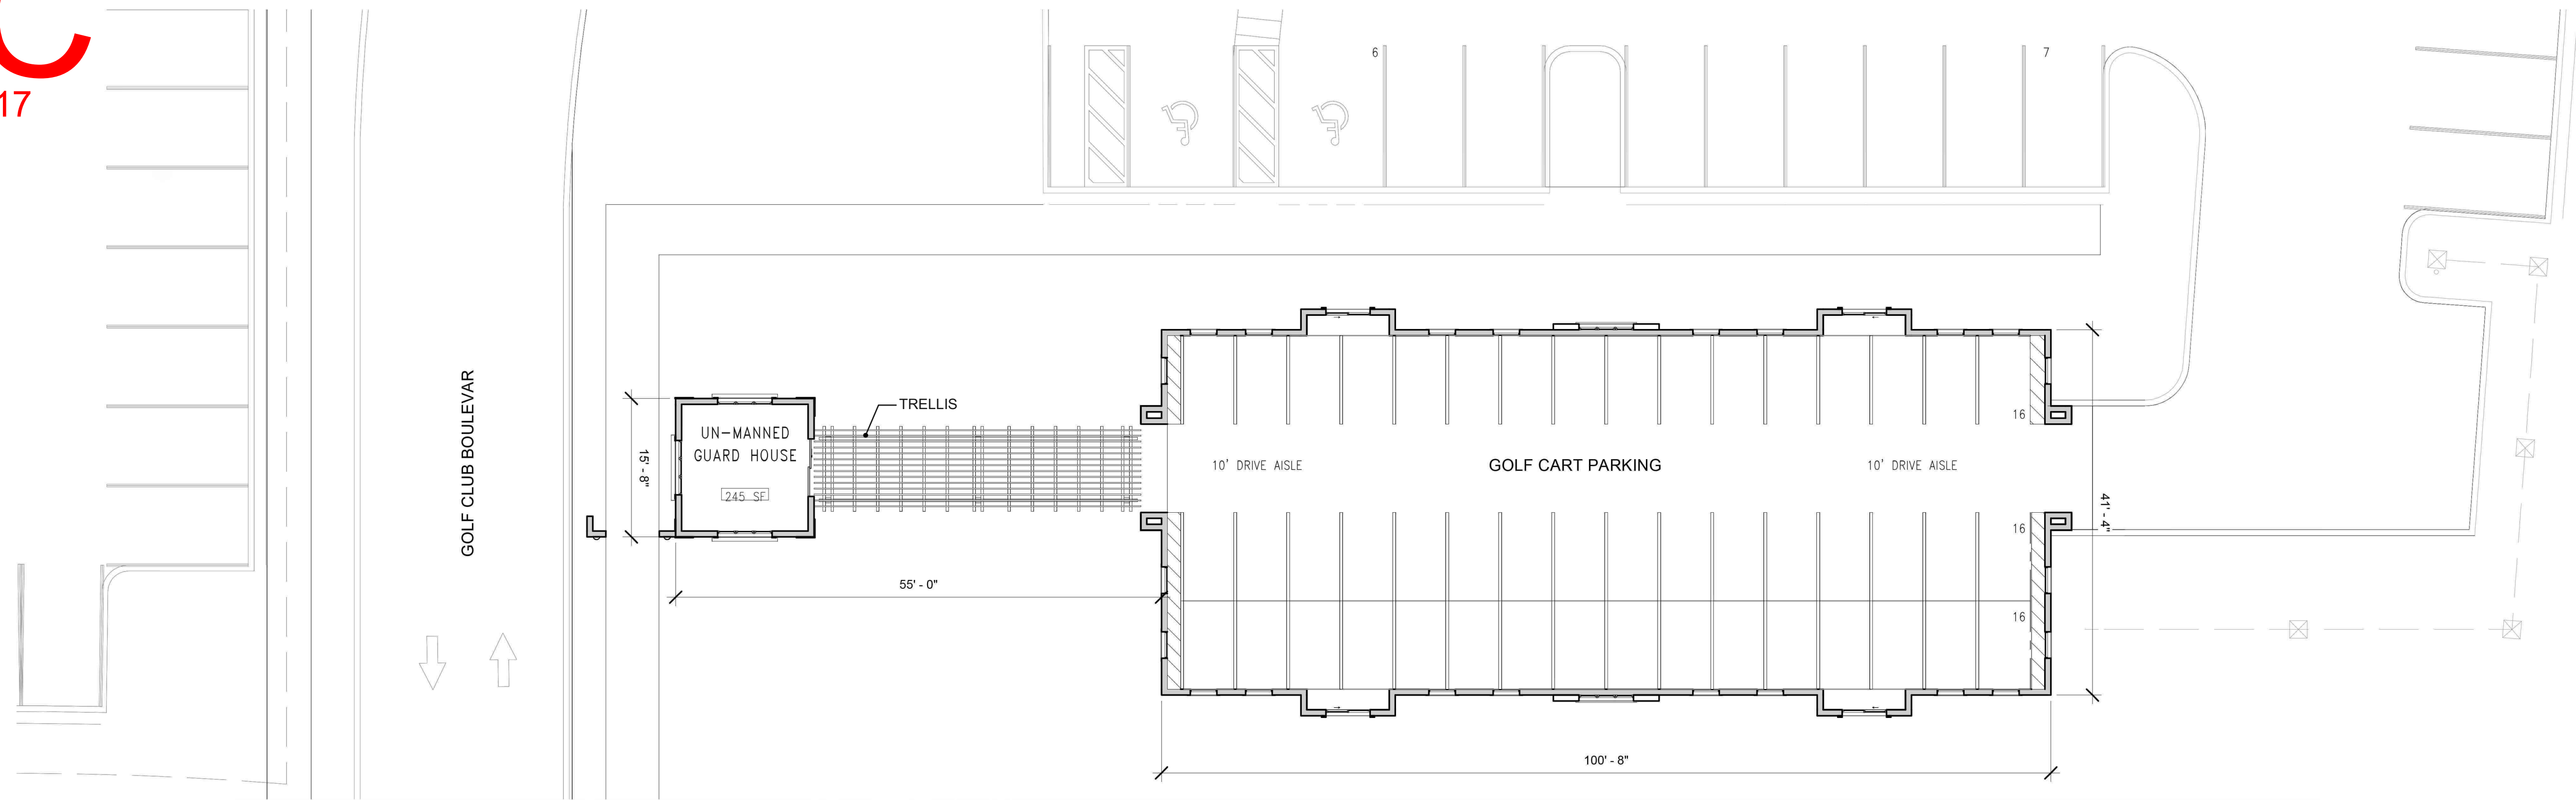 C
17
6
7
GOLF CLUB BOULEVAR
TRELLIS
UN-MANNED
GUARD HOUSE
245 SF
15' - 8"
55' - 0"
10' DRIVE AISLE
GOLF CART PARKING
10' DRIVE AISLE
16
16
16
41' - 4"
100' - 8"